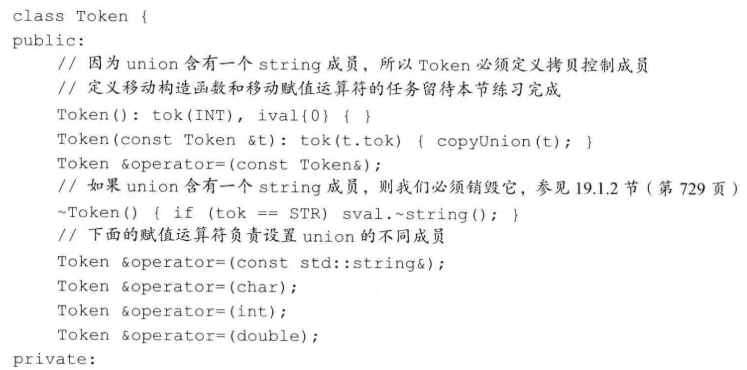 class Token {
public:
// 因为 union 含有一个 string 成员，所以 Token 必须定义拷贝控制成员
// 定义移动构造函数和移动赋值运算符的任务留待本节练习完成
Token(): tok(INT), ival{0} { }
Token(const Token &t): tok(t.tok) { copyUnion(t); }
Token &operator=(const Token&);
// 如果 union 含有一个 string 成员，则我们必须销毁它，参见 19.1.2 节（第 729 页）
~Token() { if (tok == STR) sval.~string(); }
// 下面的赋值运算符负责设置 union 的不同成员
Token &operator=(const std::string&);
Token &operator=(char);
Token &operator=(int);
Token &operator=(double);
private: